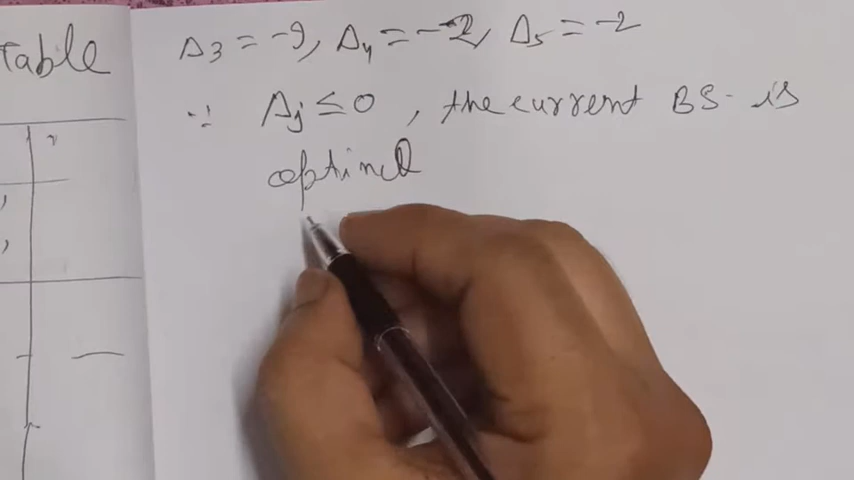 Table
Δ3 = -9, Δ4 = -2, Δ5 = -2
∵ Δj ≤ 0, the current BS is
optimal